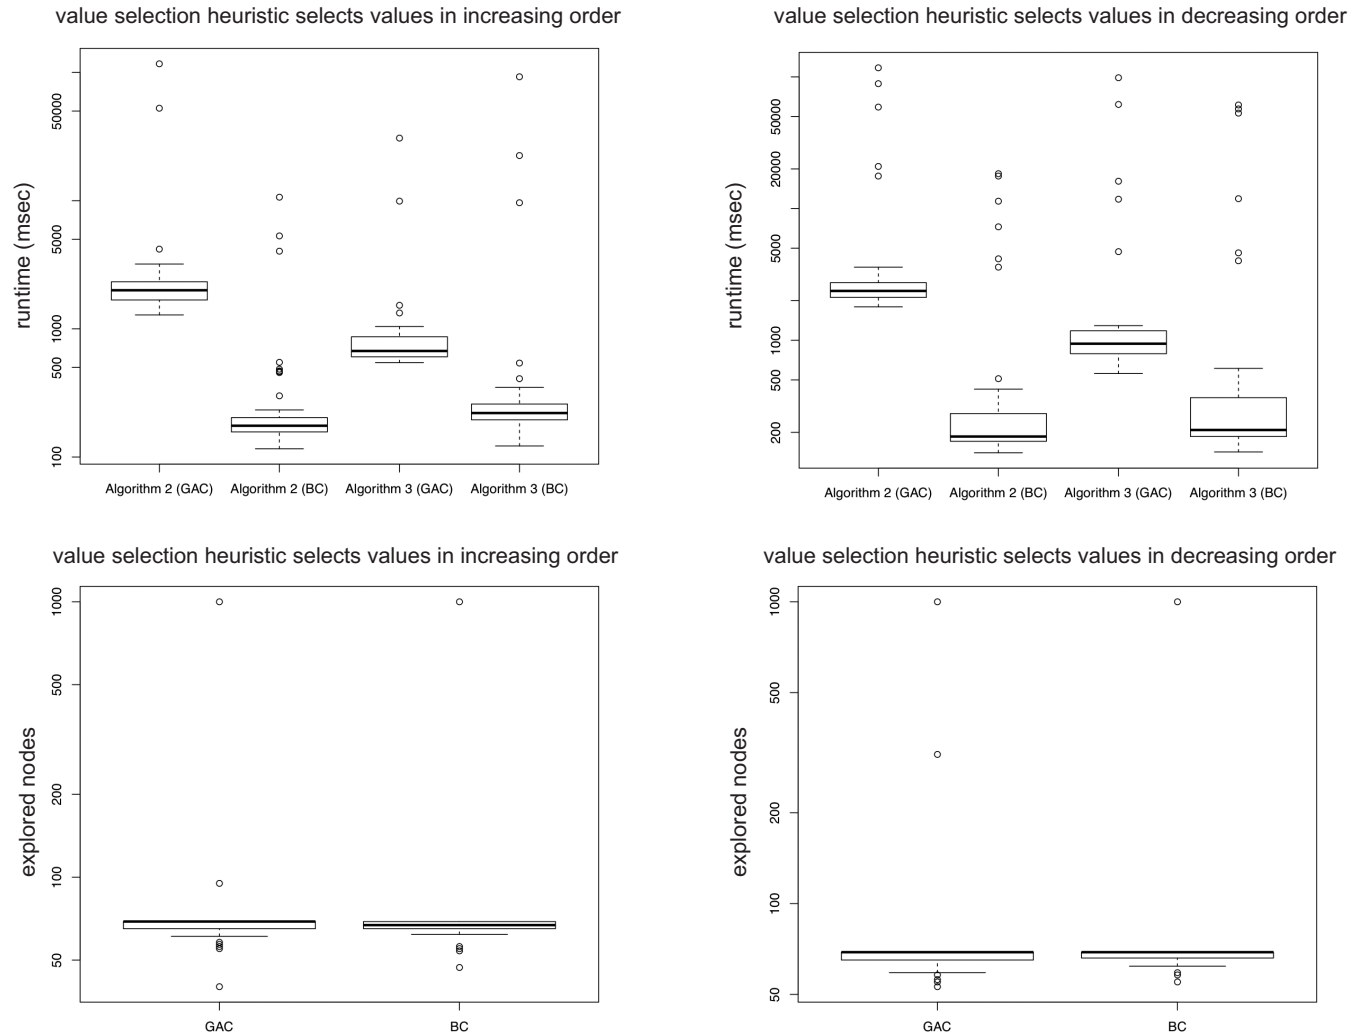 value selection heuristic selects values in increasing order
runtime (msec)
50000
5000
1000
500
100
Algorithm 2 (GAC) Algorithm 2 (BC) Algorithm 3 (GAC) Algorithm 3 (BC)
value selection heuristic selects values in decreasing order
runtime (msec)
50000
20000
5000
1000
500
200
Algorithm 2 (GAC) Algorithm 2 (BC) Algorithm 3 (GAC) Algorithm 3 (BC)
value selection heuristic selects values in increasing order
explored nodes
1000
500
200
100
50
GAC BC
value selection heuristic selects values in decreasing order
explored nodes
1000
500
200
100
50
GAC BC